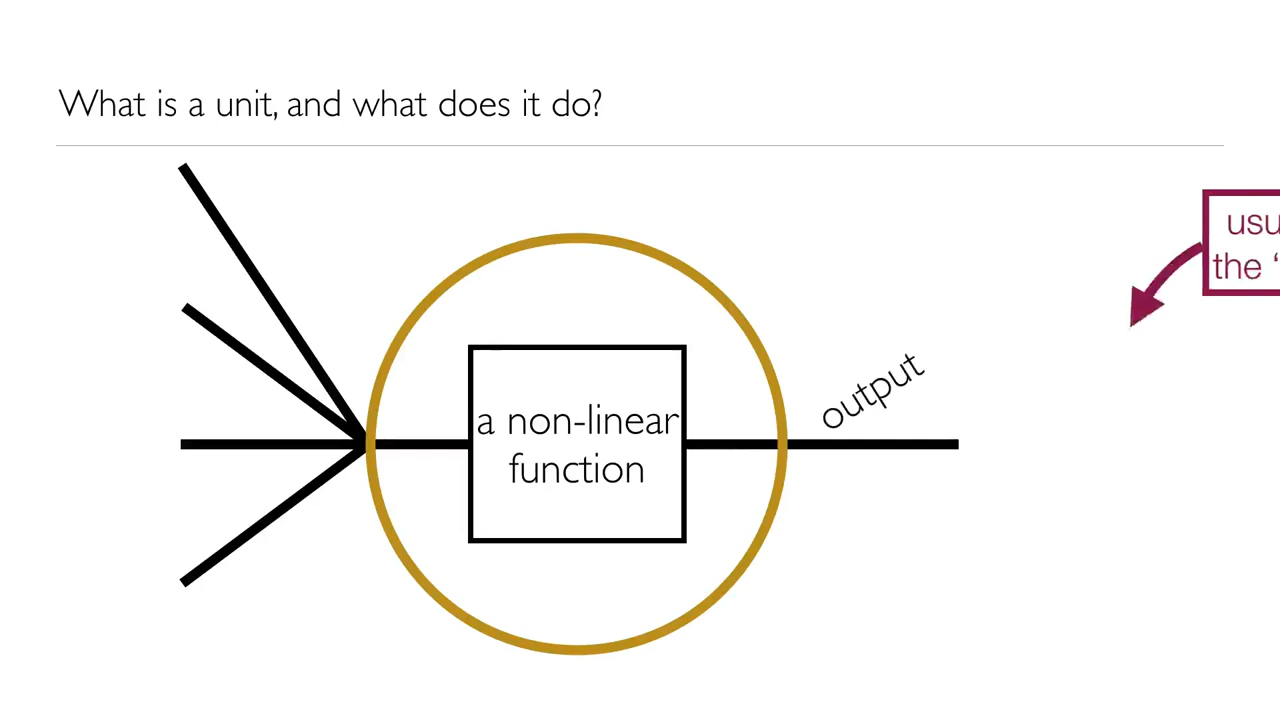 What is a unit, and what does it do?
usu
the ‘
output
a non-linear
function